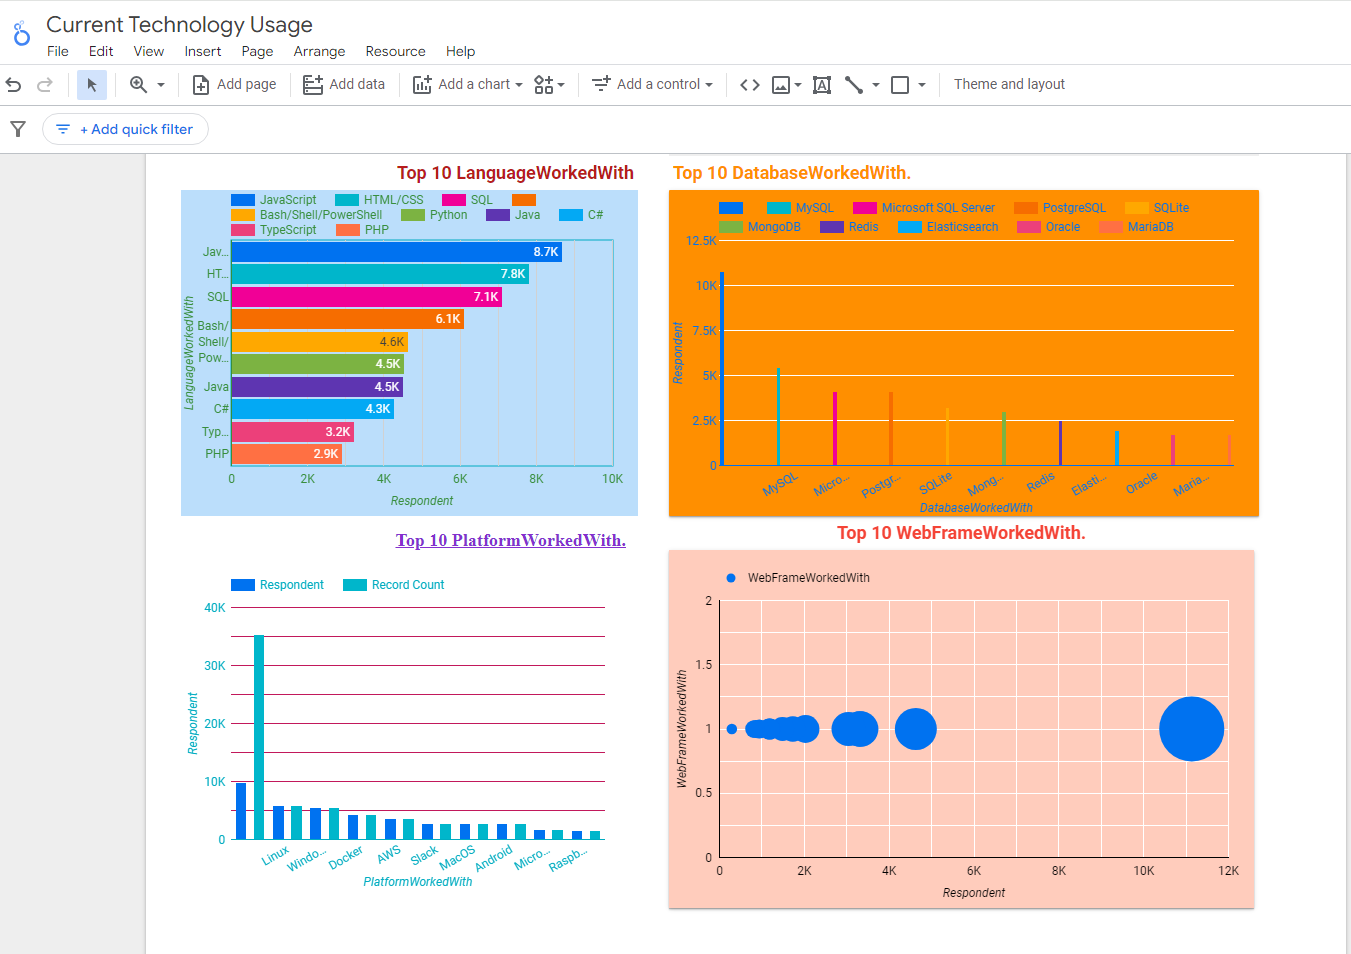 Current Technology Usage
File Edit View Insert Page Arrange Resource Help
Add page Add data Add a chart Add a control Theme and layout
+ Add quick filter
Top 10 LanguageWorkedWith
JavaScript HTML/CSS SQL
Bash/Shell/PowerShell Python Java C#
TypeScript PHP
LanguageWorkedWith
Jav... 8.7K
HT... 7.8K
SQL 7.1K
6.1K
Bash/
Shell/ 4.6K
Pow... 4.5K
Java 4.5K
C# 4.3K
Typ... 3.2K
PHP 2.9K
0 2K 4K 6K 8K 10K
Respondent
Top 10 DatabaseWorkedWith.
MySQL Microsoft SQL Server PostgreSQL SQLite
MongoDB Redis Elasticsearch Oracle MariaDB
12.5K
10K
7.5K
5K
2.5K
0
Respondent
MySQL Micro... Postgr... SQLite Mong... Redis Elasti... Oracle Maria...
DatabaseWorkedWith
Top 10 PlatformWorkedWith.
Respondent Record Count
40K
30K
20K
10K
0
Respondent
Linux Windo... Docker AWS Slack MacOS Android Micro... Raspb...
PlatformWorkedWith
Top 10 WebFrameWorkedWith.
WebFrameWorkedWith
2
1.5
1
0.5
0
WebFrameWorkedWith
0 2K 4K 6K 8K 10K 12K
Respondent